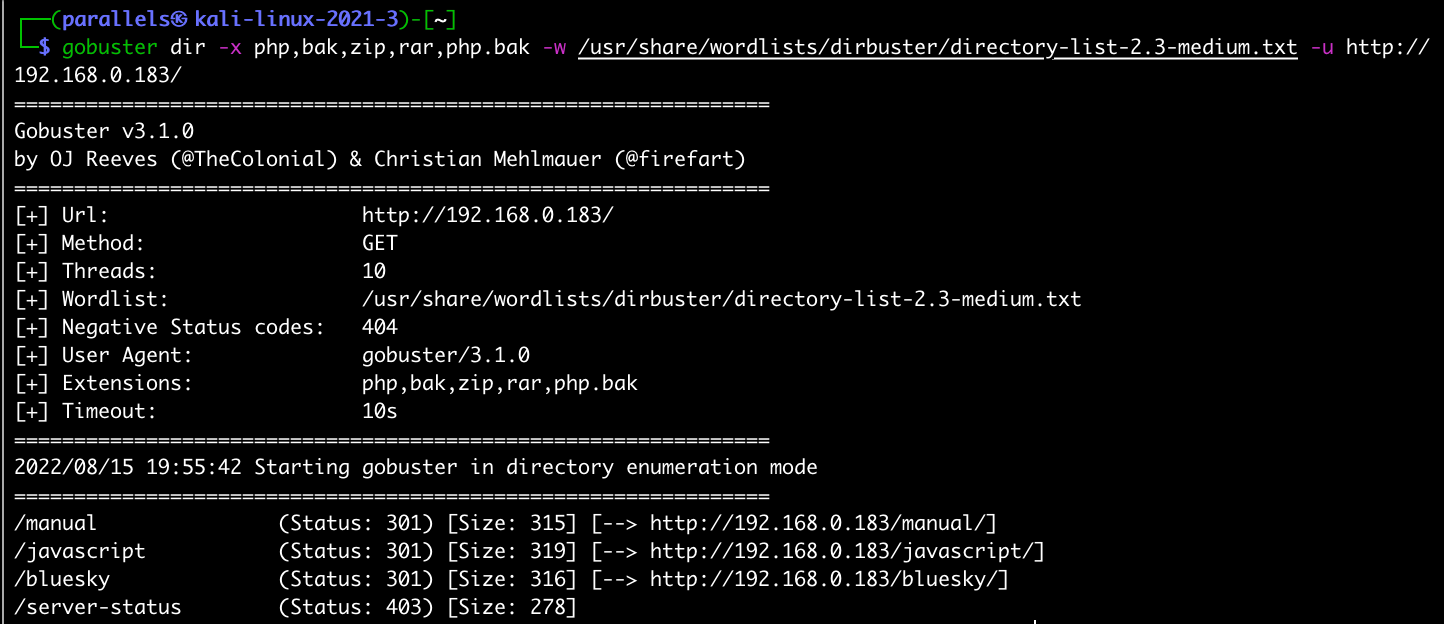 ┌──(parallels㉿kali-linux-2021-3)-[~]
└─$ gobuster dir -x php,bak,zip,rar,php.bak -w /usr/share/wordlists/dirbuster/directory-list-2.3-medium.txt -u http://
192.168.0.183/
===============================================================
Gobuster v3.1.0
by OJ Reeves (@TheColonial) & Christian Mehlmauer (@firefart)
===============================================================
[+] Url:                     http://192.168.0.183/
[+] Method:                  GET
[+] Threads:                 10
[+] Wordlist:                /usr/share/wordlists/dirbuster/directory-list-2.3-medium.txt
[+] Negative Status codes:   404
[+] User Agent:              gobuster/3.1.0
[+] Extensions:              php,bak,zip,rar,php.bak
[+] Timeout:                 10s
===============================================================
2022/08/15 19:55:42 Starting gobuster in directory enumeration mode
===============================================================
/manual               (Status: 301) [Size: 315] [--> http://192.168.0.183/manual/]
/javascript           (Status: 301) [Size: 319] [--> http://192.168.0.183/javascript/]
/bluesky              (Status: 301) [Size: 316] [--> http://192.168.0.183/bluesky/]
/server-status        (Status: 403) [Size: 278]